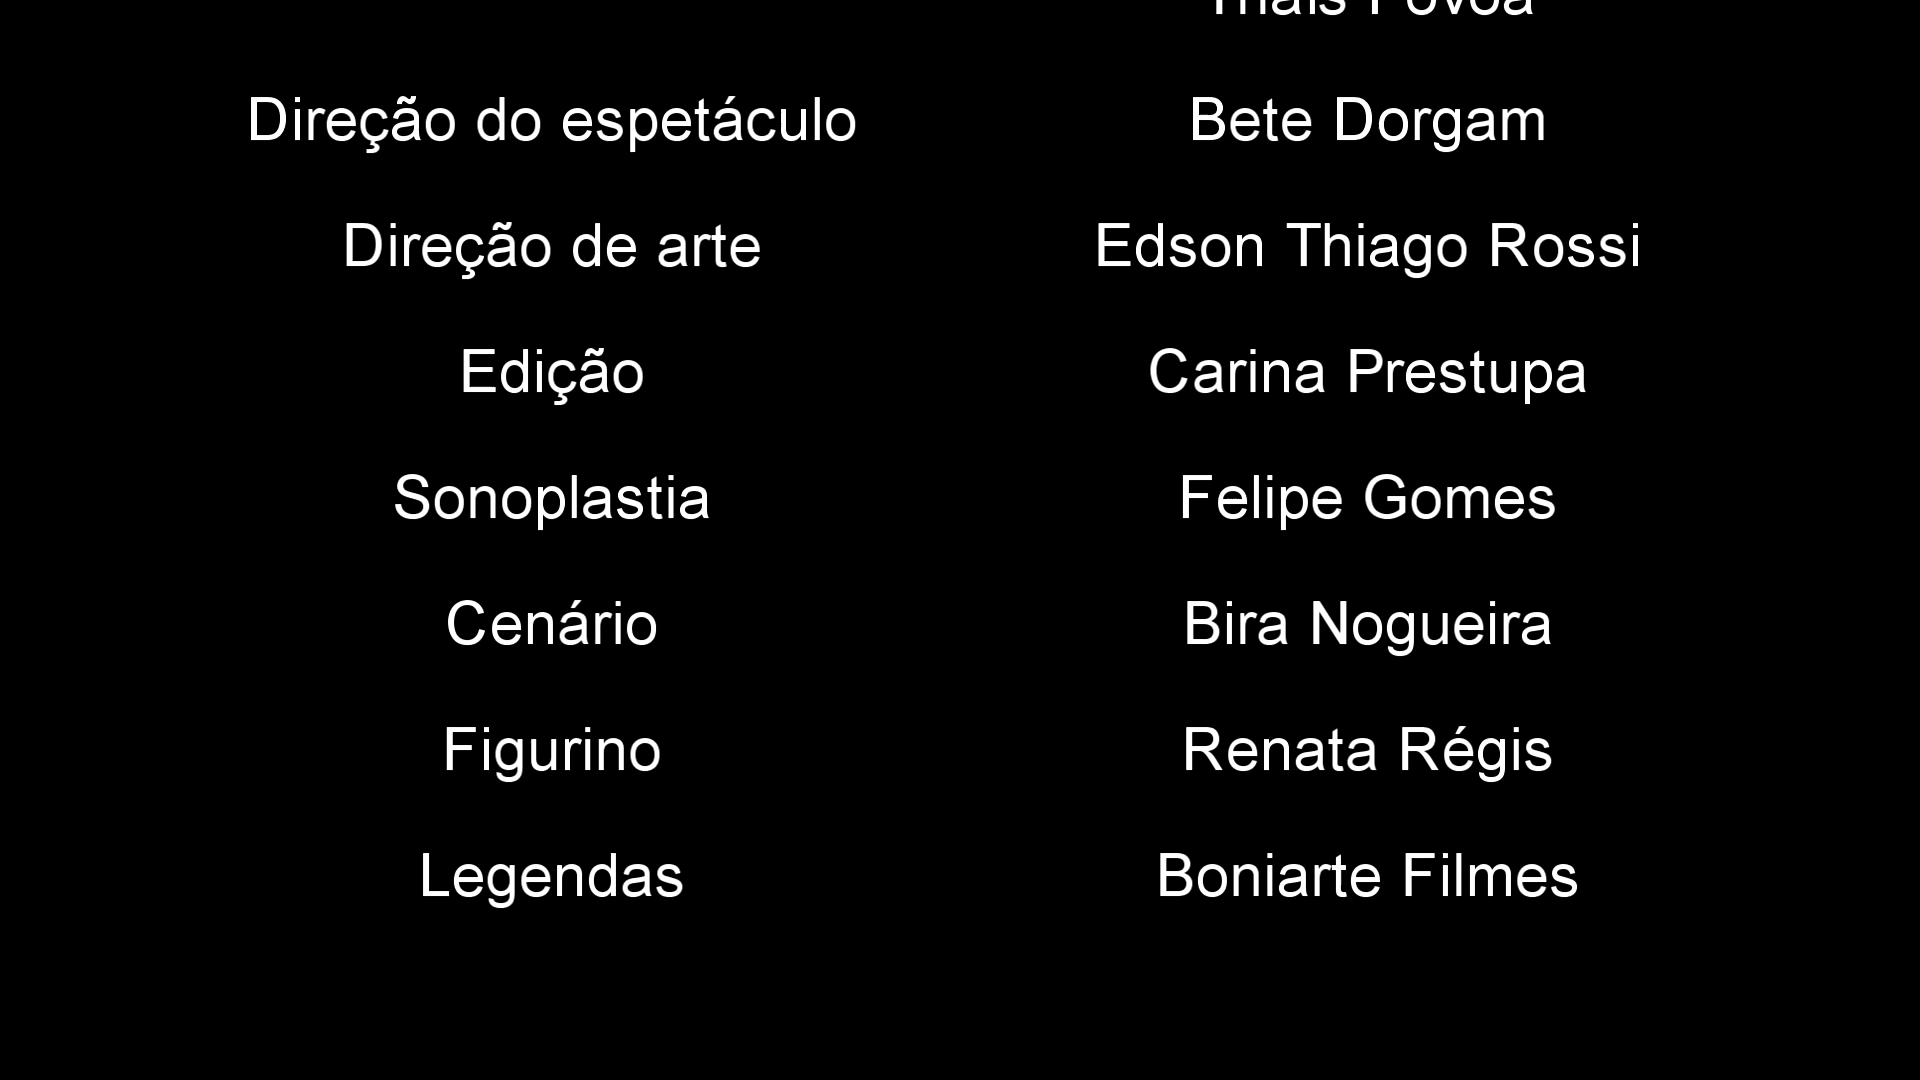 Direção do espetáculo Bete Dorgam
Direção de arte Edson Thiago Rossi
Edição Carina Prestupa
Sonoplastia Felipe Gomes
Cenário Bira Nogueira
Figurino Renata Régis
Legendas Boniarte Filmes